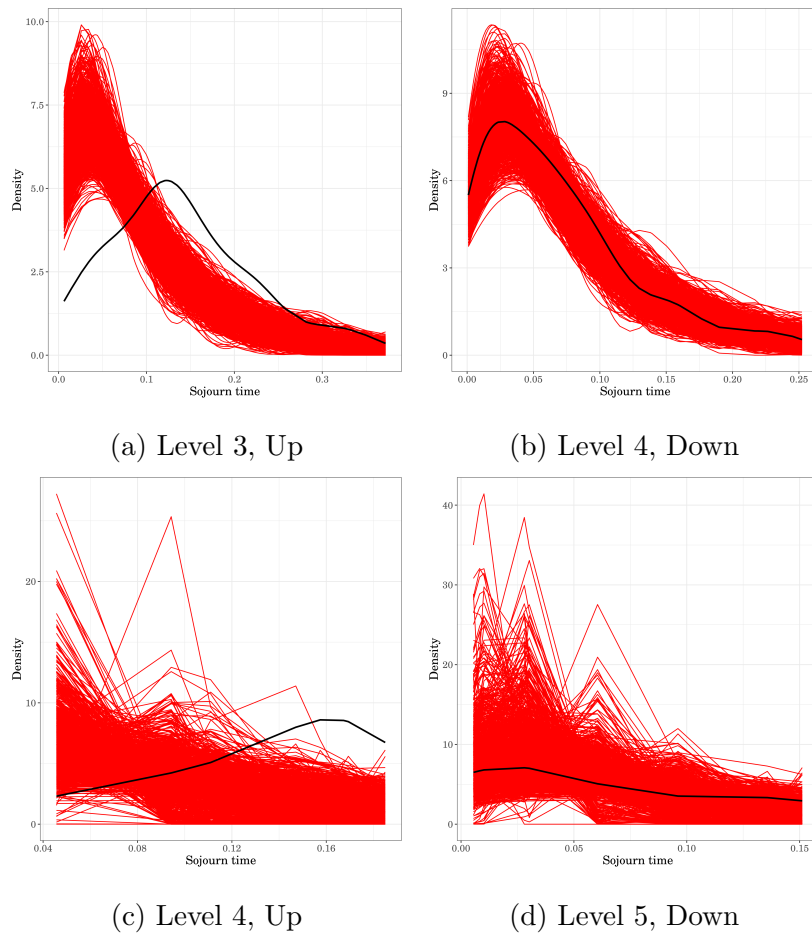 10.0
7.5
5.0
2.5
0.0
Density
0.0 0.1 0.2 0.3
Sojourn time
(a) Level 3, Up
9
6
3
0
Density
0.00 0.05 0.10 0.15 0.20 0.25
Sojourn time
(b) Level 4, Down
20
10
0
Density
0.04 0.08 0.12 0.16
Sojourn time
(c) Level 4, Up
40
30
20
10
0
Density
0.00 0.05 0.10 0.15
Sojourn time
(d) Level 5, Down